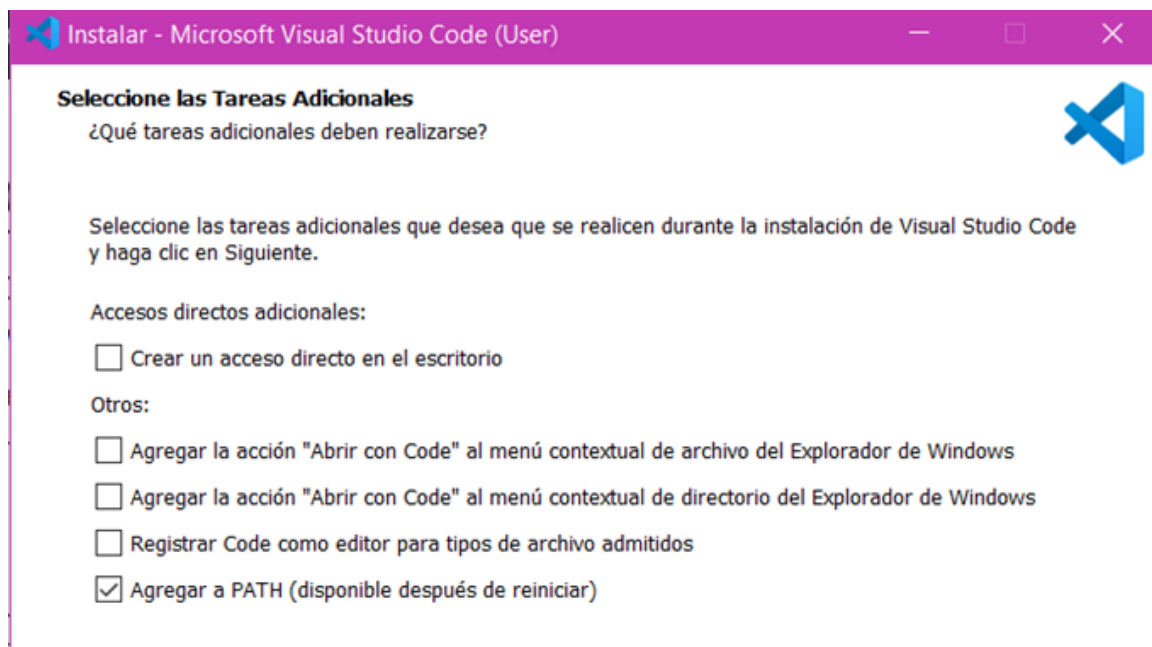 Instalar - Microsoft Visual Studio Code (User)
Seleccione las Tareas Adicionales
¿Qué tareas adicionales deben realizarse?
Seleccione las tareas adicionales que desea que se realicen durante la instalación de Visual Studio Code
y haga clic en Siguiente.
Accesos directos adicionales:
Crear un acceso directo en el escritorio
Otros:
Agregar la acción "Abrir con Code" al menú contextual de archivo del Explorador de Windows
Agregar la acción "Abrir con Code" al menú contextual de directorio del Explorador de Windows
Registrar Code como editor para tipos de archivo admitidos
Agregar a PATH (disponible después de reiniciar)